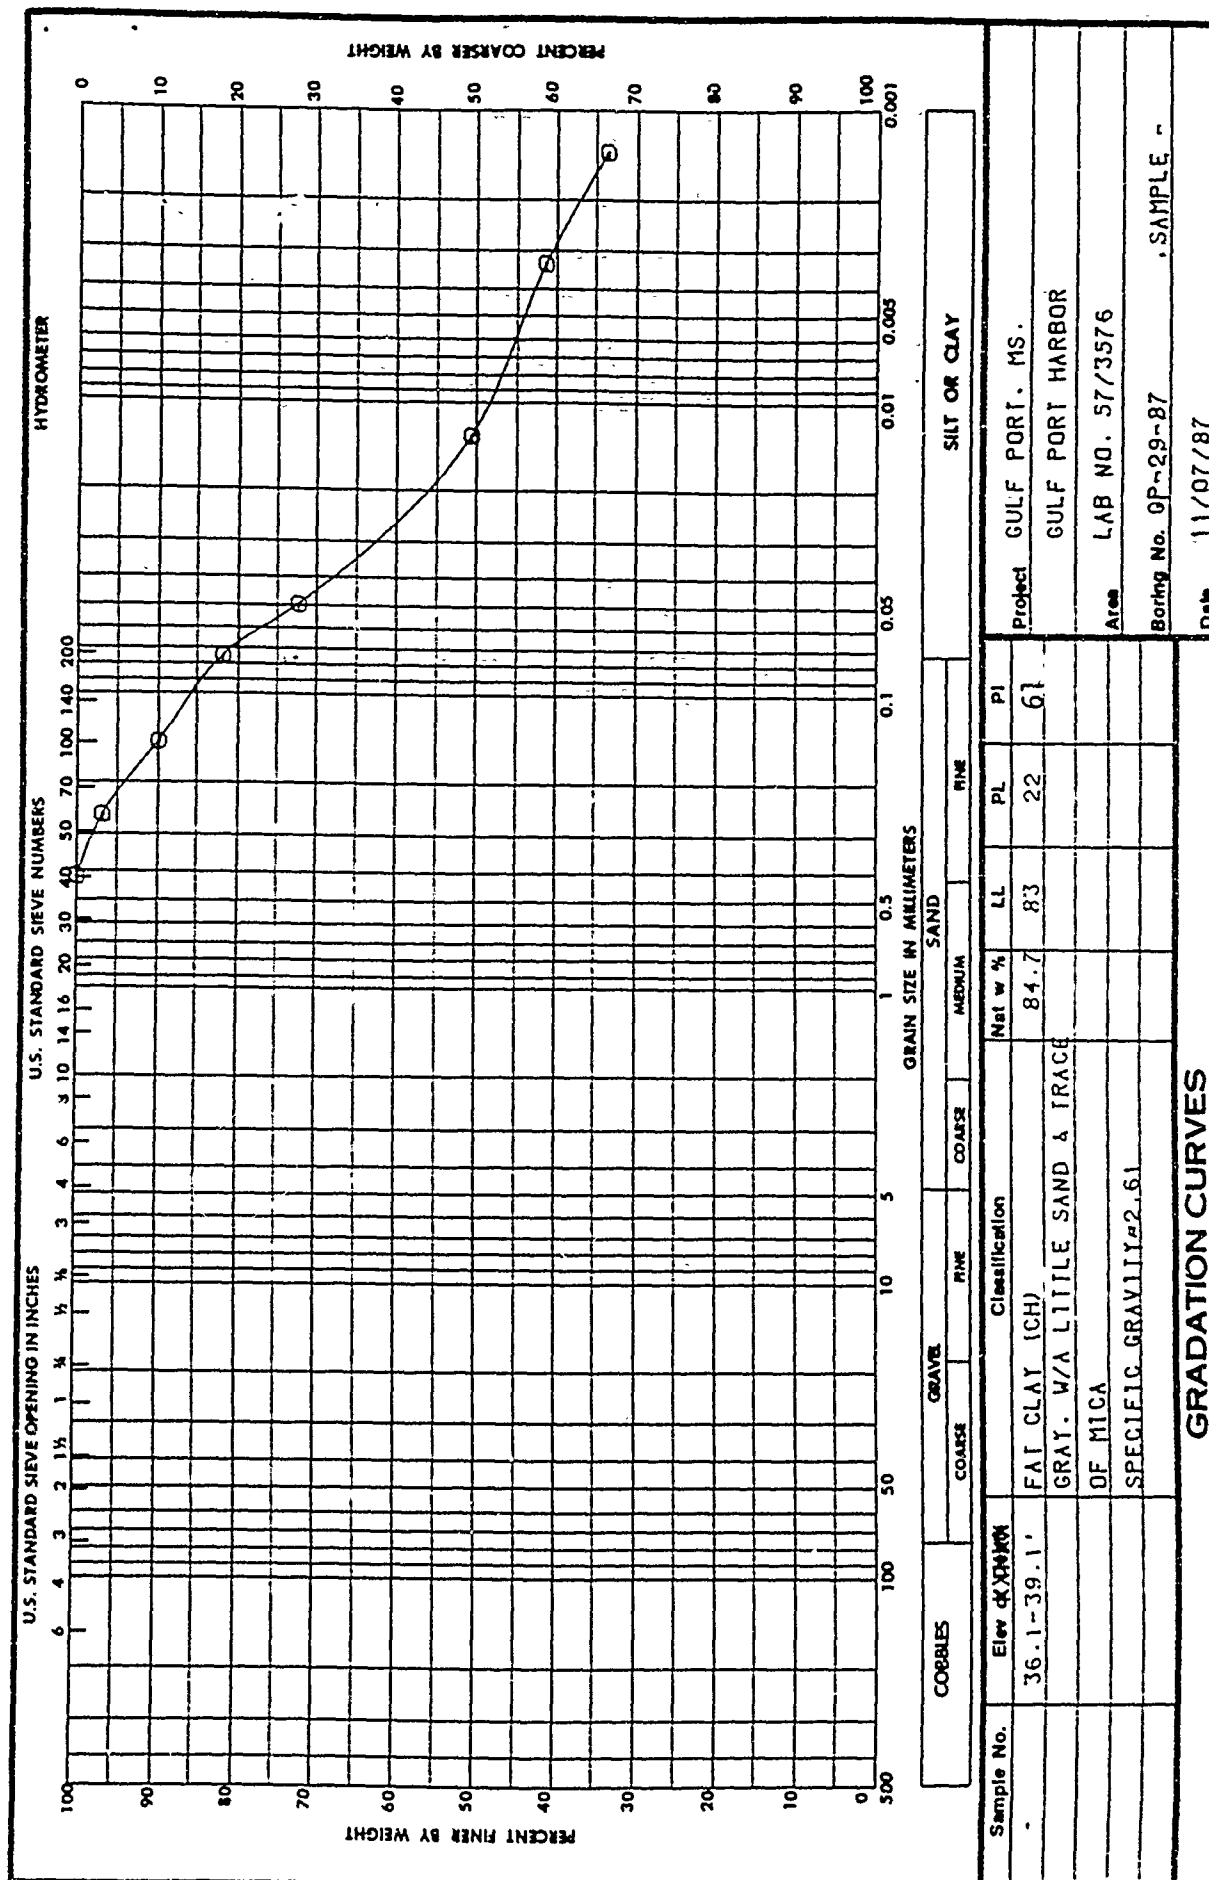 U.S. STANDARD SIEVE OPENING IN INCHES U.S. STANDARD SIEVE NUMBERS HYDROMETER
6 4 3 2 1½ 1 ¾ ½ ⅜ 3 4 6 8 10 14 16 20 30 40 50 70 100 140 200
PERCENT FINER BY WEIGHT
100
90
80
70
60
50
40
30
20
10
0
PERCENT COARSER BY WEIGHT
0
10
20
30
40
50
60
70
80
90
100
500 100 50 10 5 1 0.5 0.1 0.05 0.01 0.005 0.001
GRAIN SIZE IN MILLIMETERS
COBBLES GRAVEL SAND SILT OR CLAY
COARSE FINE COARSE MEDIUM FINE
Sample No. Elev Classification Nat w % LL PL PI
- 36.1-39.1' FAT CLAY (CH) 84.7 83 22 61
GRAY. W/A LITTLE SAND & TRACE
OF MICA
SPECIFIC GRAVITY=2.61
Project GULF PORT. MS.
GULF PORT HARBOR
LAB NO. 577/3576
Area
Boring No. GP-29-87 ,SAMPLE -
Date 11/07/87
GRADATION CURVES